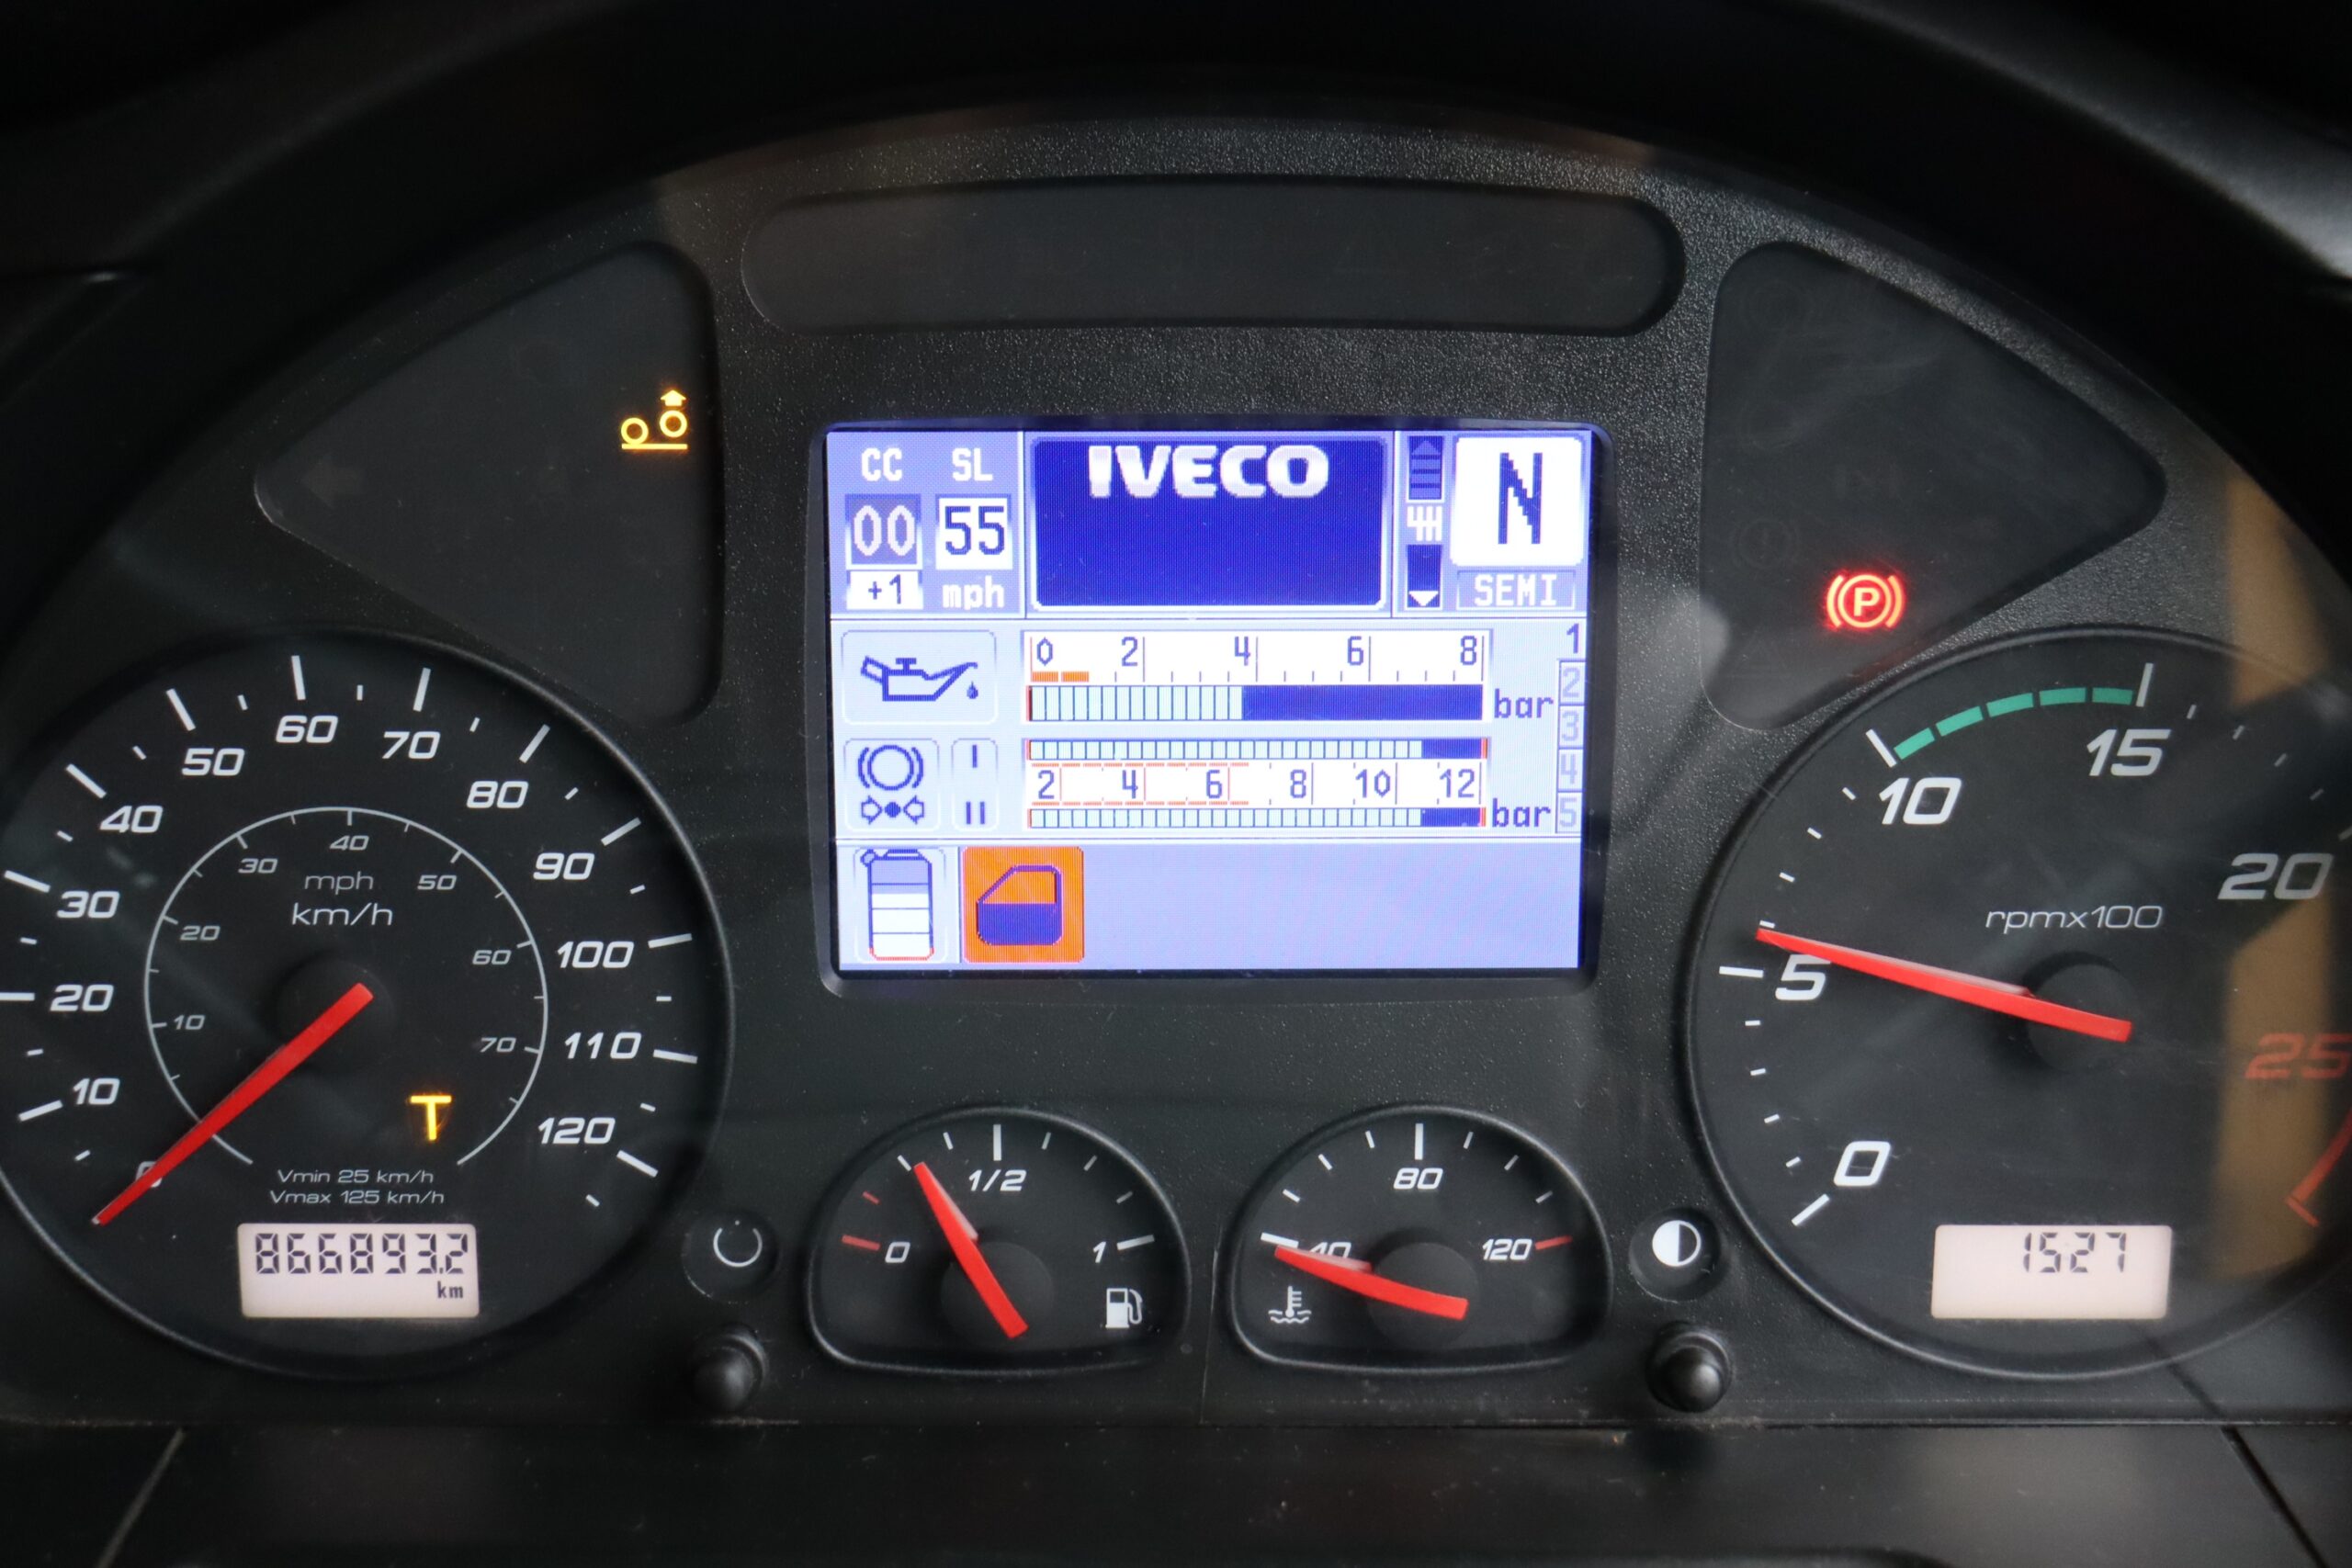 CC SL
00 55
+1 mph
IVECO
N
SEMI
0 2 4 6 8
bar
1
2
3
4
5
I
2 4 6 8 10 12
II
bar
0 10 20 30 40 50 60 70 80 90 100 110 120
10 20 30 40 50 60 70
mph
km/h
T
Vmin 25 km/h
Vmax 125 km/h
866893.2
km
0 1/2 1
40 80 120
P
0 5 10 15 20 25
rpmx100
1527